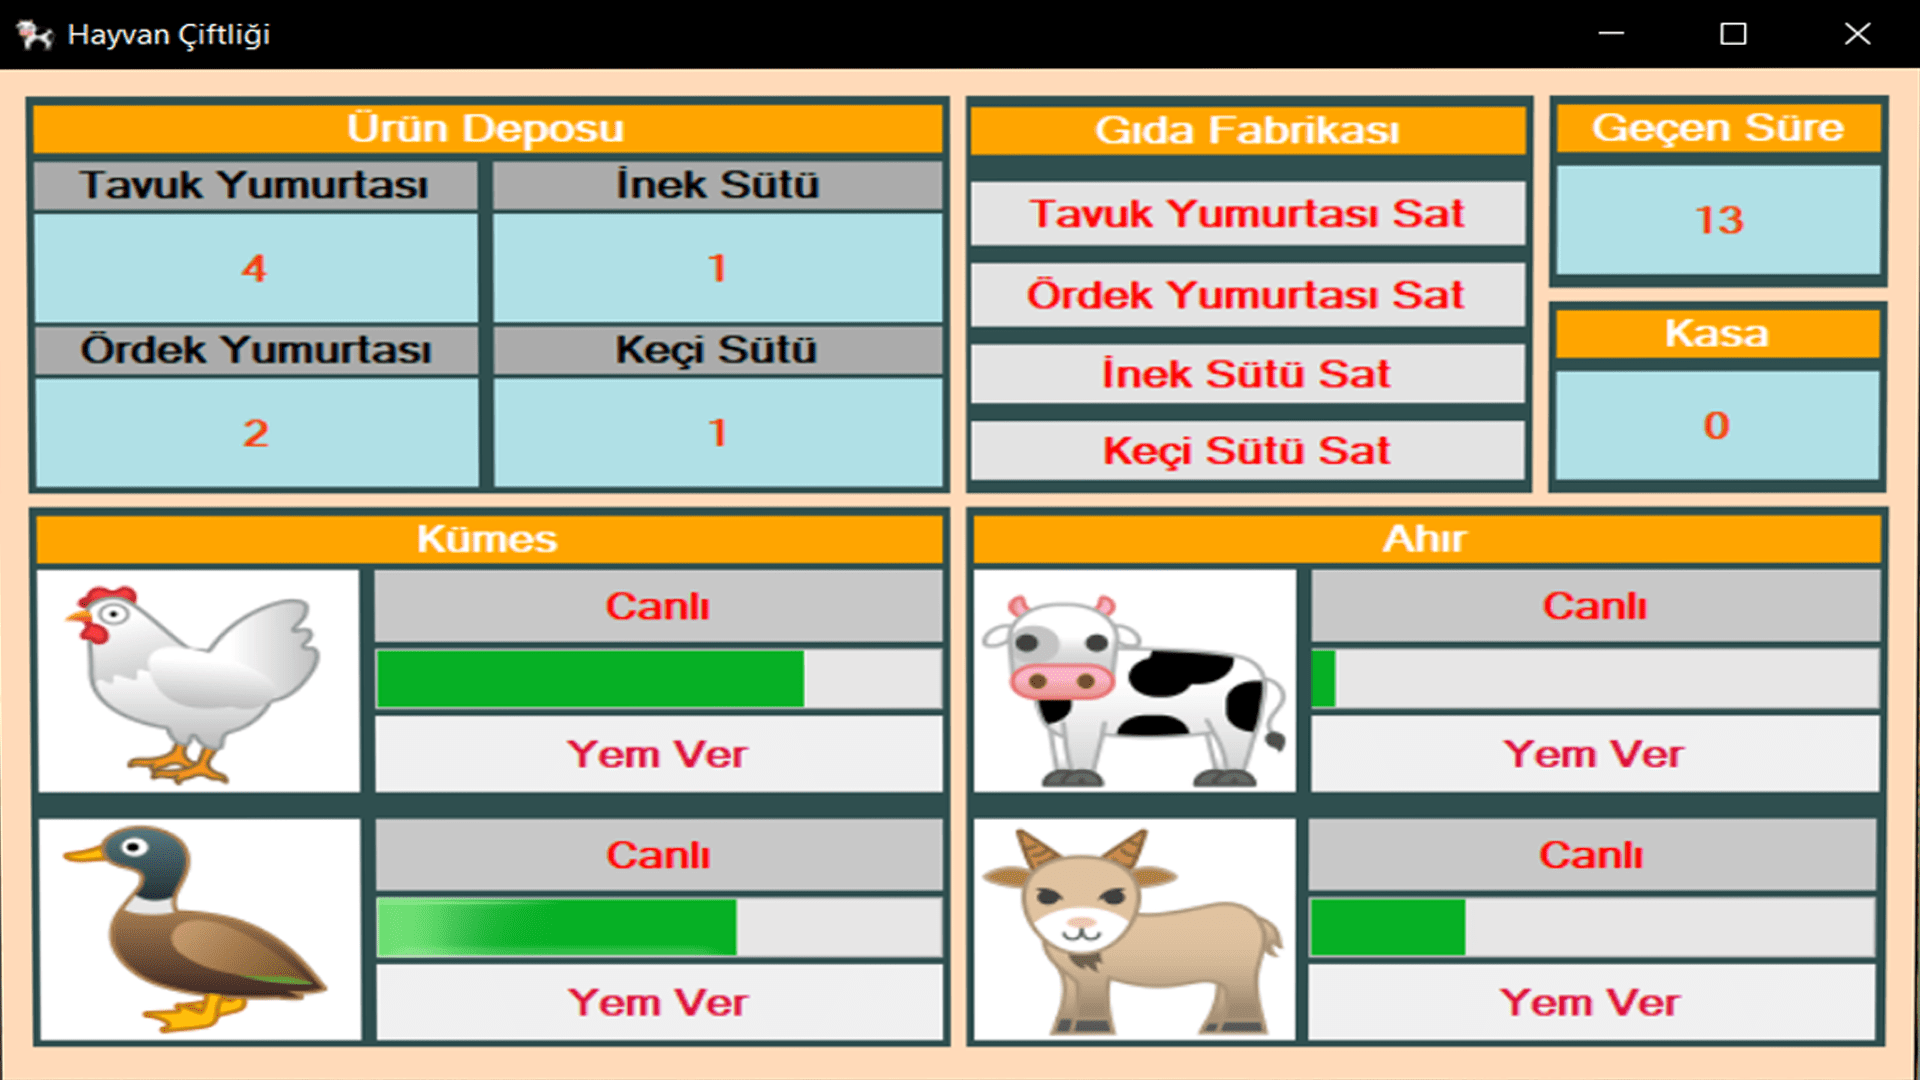 Hayvan Çiftliği
Ürün Deposu
Tavuk Yumurtası
İnek Sütü
4
1
Ördek Yumurtası
Keçi Sütü
2
1
Gıda Fabrikası
Tavuk Yumurtası Sat
Ördek Yumurtası Sat
İnek Sütü Sat
Keçi Sütü Sat
Geçen Süre
13
Kasa
0
Kümes
Canlı
Yem Ver
Canlı
Yem Ver
Ahır
Canlı
Yem Ver
Canlı
Yem Ver